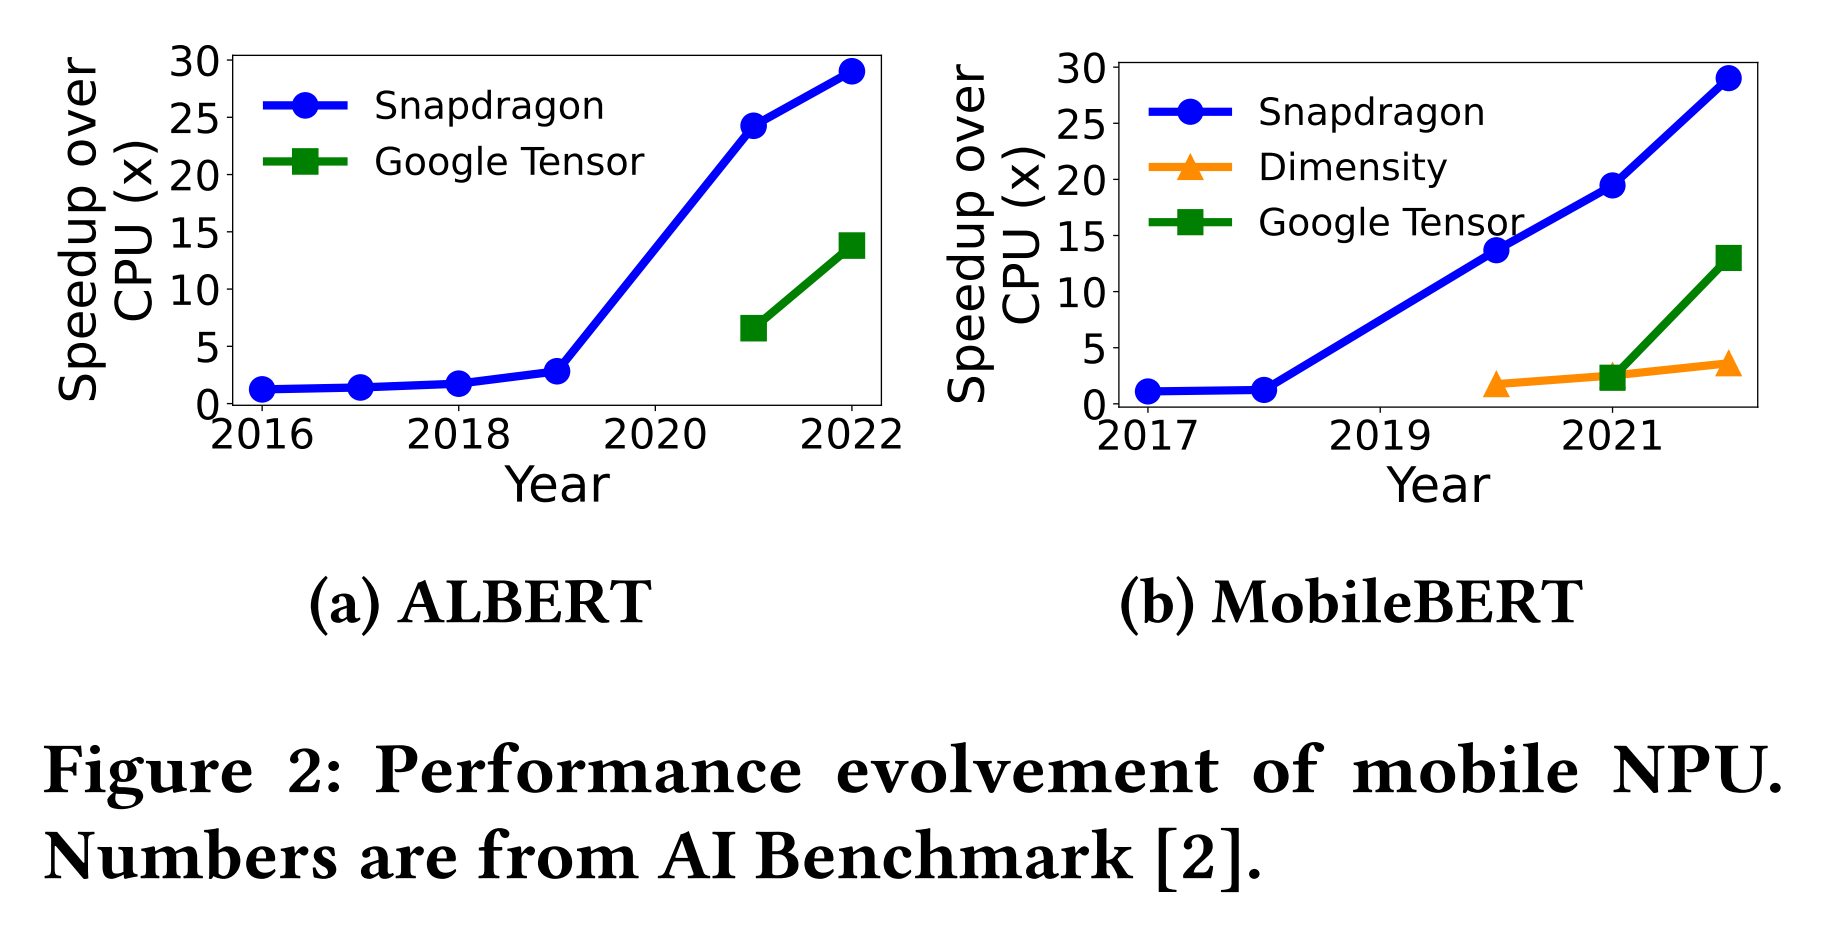 Speedup over
CPU (x)
30
25
20
15
10
5
0
Snapdragon
Google Tensor
2016
2018
2020
2022
Year
(a) ALBERT
Speedup over
CPU (x)
30
25
20
15
10
5
0
Snapdragon
Dimensity
Google Tensor
2017
2019
2021
Year
(b) MobileBERT
Figure 2: Performance evolvement of mobile NPU.
Numbers are from AI Benchmark [2].